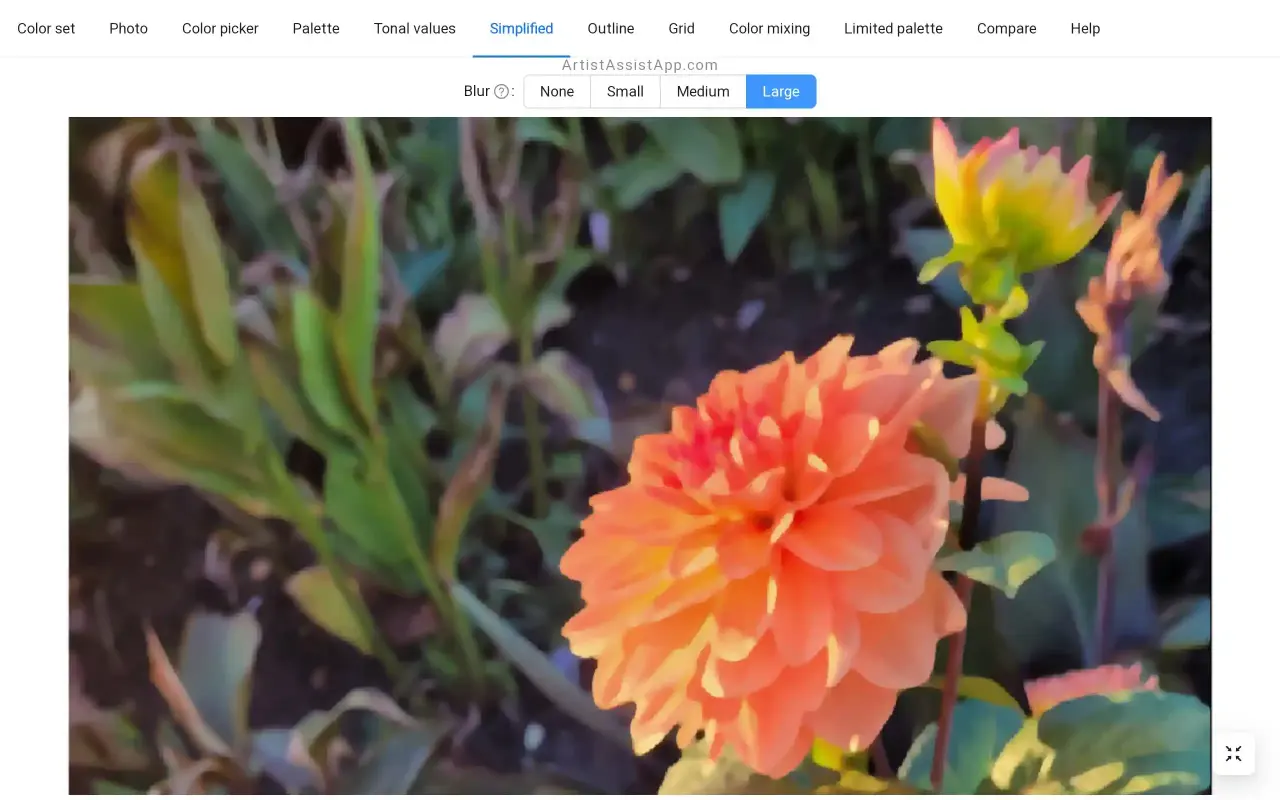 Color set Photo Color picker Palette Tonal values Simplified Outline Grid Color mixing Limited palette Compare Help
ArtistAssistApp.com
Blur ? : None Small Medium Large